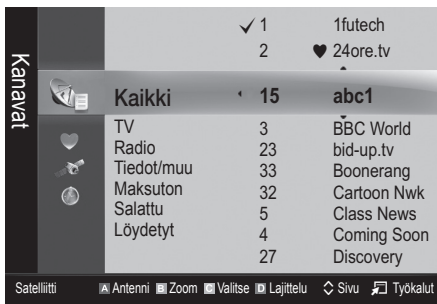 Kanavat
✓ 1 1futech
2 ♥ 24ore.tv
Kaikki 15 abc1
TV 3 BBC World
Radio 23 bid-up.tv
Tiedot/muu 33 Boonerang
Maksuton 32 Cartoon Nwk
Salattu 5 Class News
Löydetyt 4 Coming Soon
27 Discovery
Satelliitti A Antenni B Zoom C Valitse D Lajittelu Sivu Työkalut